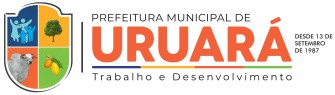 PREFEITURA MUNICIPAL DE
URUARÁ
DESDE 13 DE
SETEMBRO
DE 1987
Trabalho e Desenvolvimento